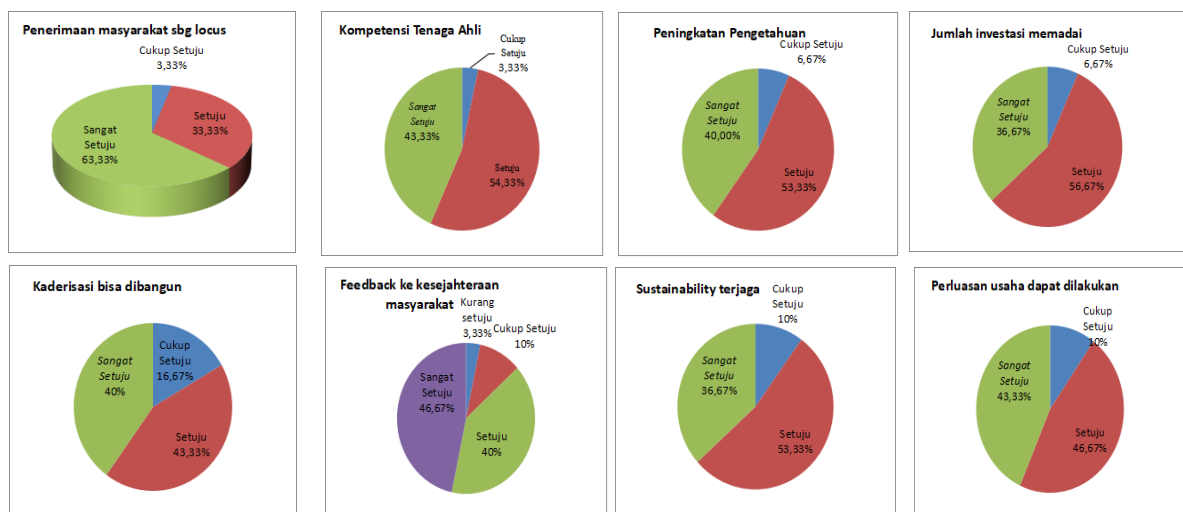 Penerimaan masyarakat sbg locus
Cukup Setuju
3,33%
Setuju
33,33%
Sangat
Setuju
63,33%
Kompetensi Tenaga Ahli
Cukup
Setuju
3,33%
Sangat
Setuju
43,33%
Setuju
54,33%
Peningkatan Pengetahuan
Cukup Setuju
6,67%
Sangat
Setuju
40,00%
Setuju
53,33%
Jumlah investasi memadai
Cukup Setuju
6,67%
Sangat
Setuju
36,67%
Setuju
56,67%
Kaderisasi bisa dibangun
Cukup
Setuju
16,67%
Sangat
Setuju
40%
Setuju
43,33%
Feedback ke kesejahteraan
masyarakat
Kurang
setuju
3,33%
Cukup Setuju
10%
Sangat
Setuju
46,67%
Setuju
40%
Sustainability terjaga
Cukup
Setuju
10%
Sangat
Setuju
36,67%
Setuju
53,33%
Perluasan usaha dapat dilakukan
Cukup
Setuju
10%
Sangat
Setuju
43,33%
Setuju
46,67%